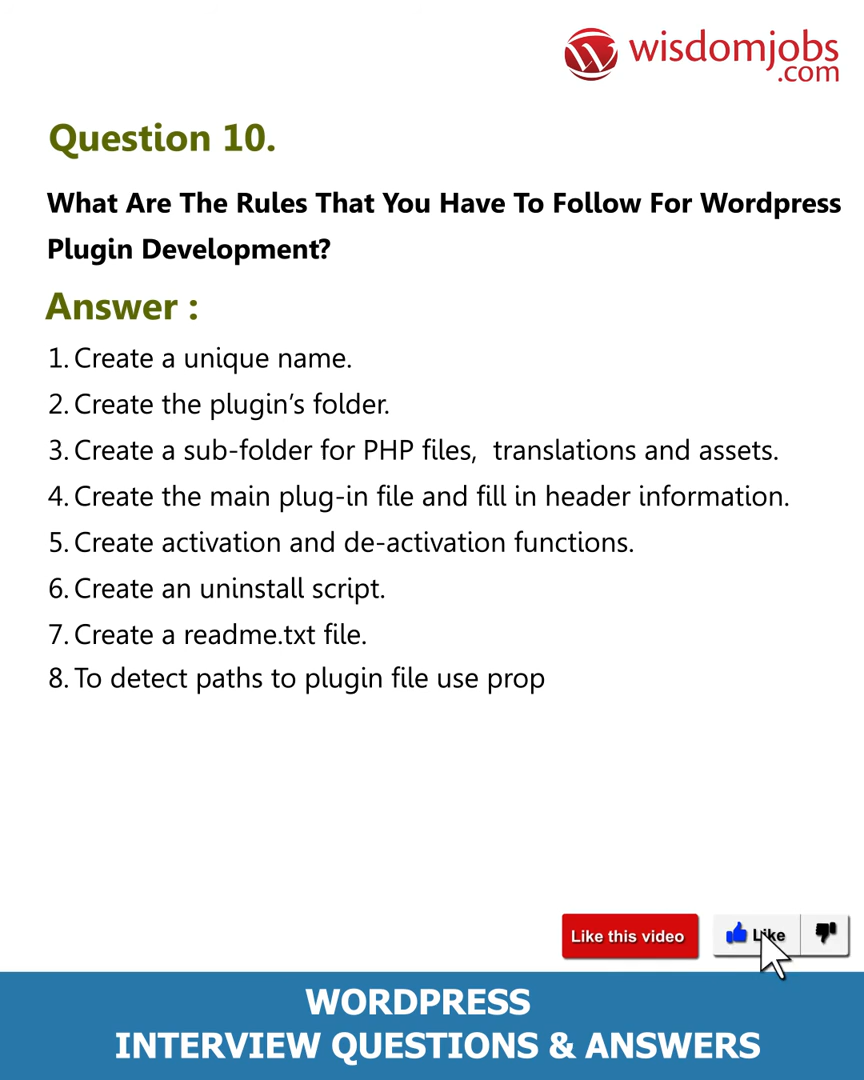 wisdomjobs
.com
Question 10.
What Are The Rules That You Have To Follow For Wordpress
Plugin Development?
Answer :
1. Create a unique name.
2. Create the plugin’s folder.
3. Create a sub-folder for PHP files,  translations and assets.
4. Create the main plug-in file and fill in header information.
5. Create activation and de-activation functions.
6. Create an uninstall script.
7. Create a readme.txt file.
8. To detect paths to plugin file use prop
Like this video
Like
WORDPRESS
INTERVIEW QUESTIONS & ANSWERS